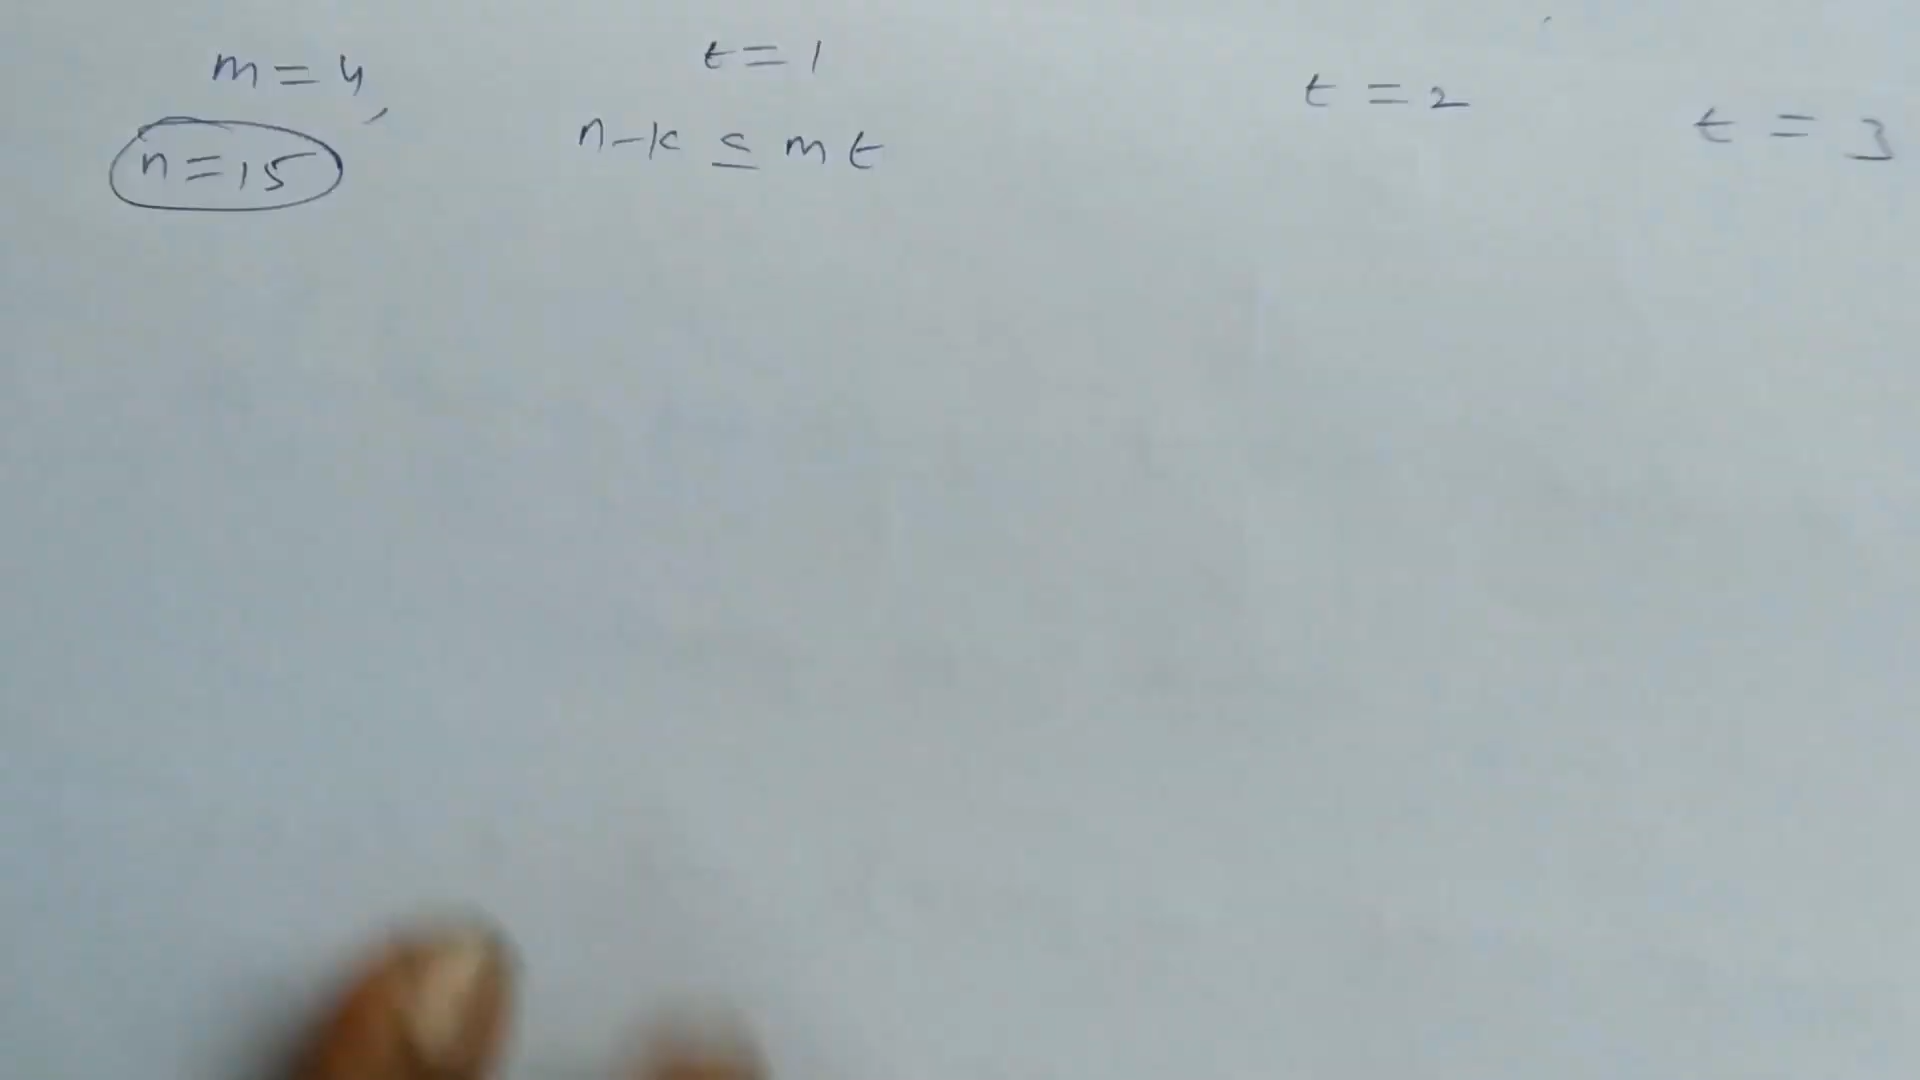 m = 4,
n = 15
t = 1
n-k ≤ mt
t = 2
t = 3